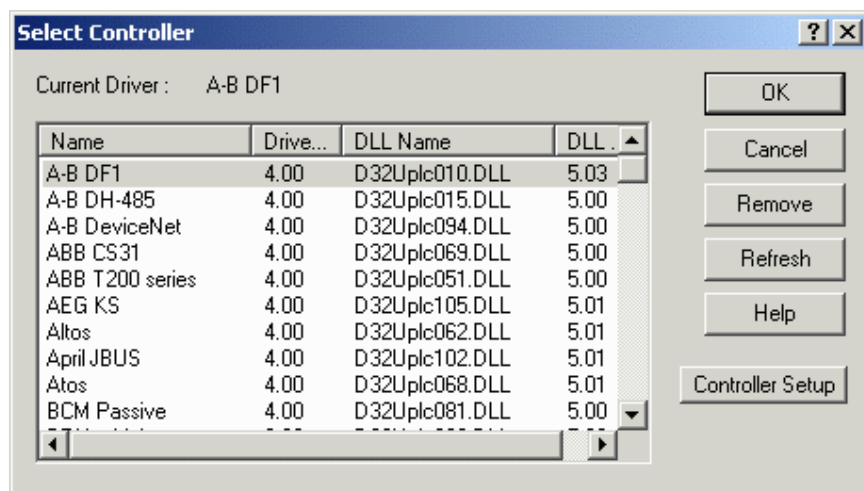 Select Controller
Current Driver : A-B DF1
Name Drive... DLL Name DLL .
A-B DF1 4.00 D32Uplc010.DLL 5.03
A-B DH-485 4.00 D32Uplc015.DLL 5.00
A-B DeviceNet 4.00 D32Uplc094.DLL 5.00
ABB CS31 4.00 D32Uplc069.DLL 5.00
ABB T200 series 4.00 D32Uplc051.DLL 5.00
AEG KS 4.00 D32Uplc105.DLL 5.01
Altos 4.00 D32Uplc062.DLL 5.01
April JBUS 4.00 D32Uplc102.DLL 5.01
Atos 4.00 D32Uplc068.DLL 5.01
BCM Passive 4.00 D32Uplc081.DLL 5.00
OK
Cancel
Remove
Refresh
Help
Controller Setup